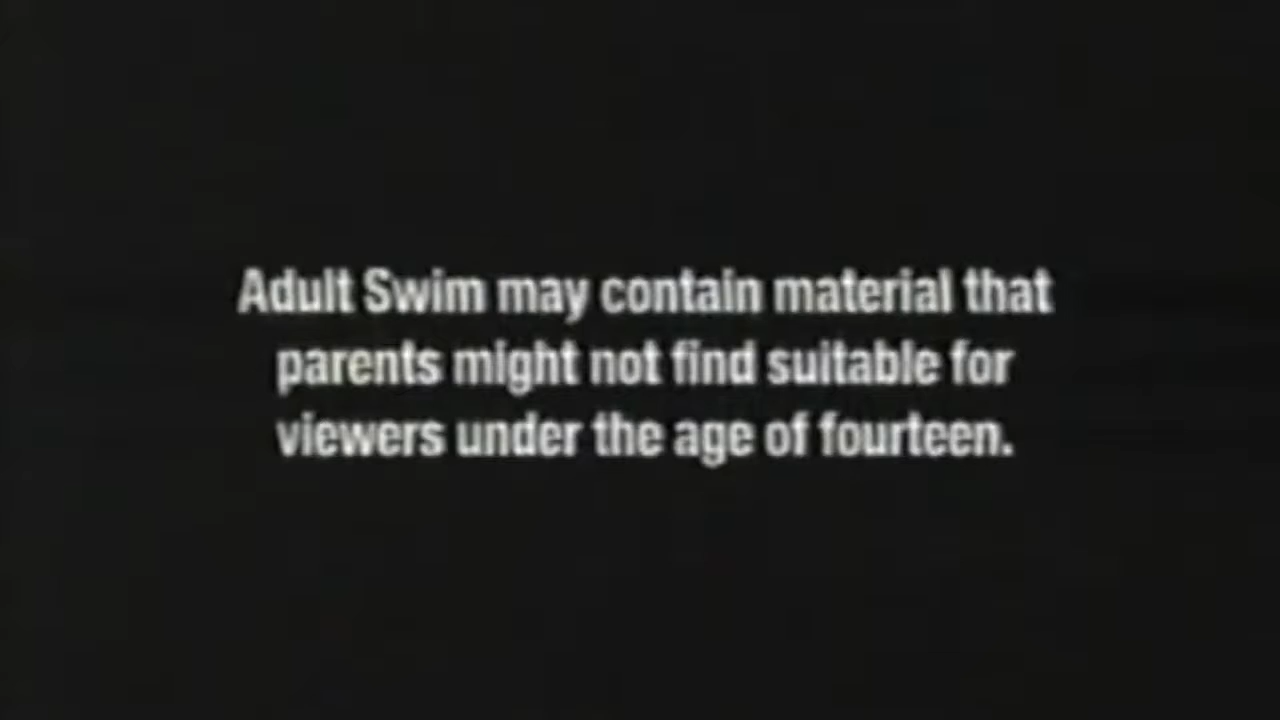 Adult Swim may contain material that
parents might not find suitable for
viewers under the age of fourteen.